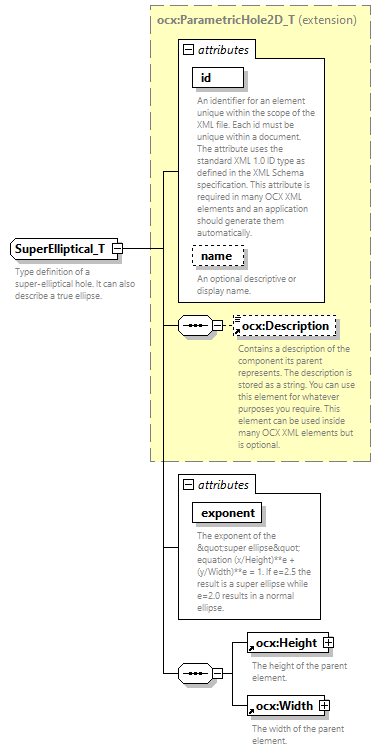 ocx:ParametricHole2D_T (extension)
attributes
id
An identifier for an element
unique within the scope of the
XML file. Each id must be
unique within a document.
The attribute uses the
standard XML 1.0 ID type as
defined in the XML Schema
specification. This attribute is
required in many OCX XML
elements and an application
should generate them
automatically.
name
An optional descriptive or
display name.
SuperElliptical_T
Type definition of a
super-elliptical hole. It can also
describe a true ellipse.
ocx:Description
Contains a description of the
component its parent
represents. The description is
stored as a string. You can use
this element for whatever
purposes you require. This
element can be used inside
many OCX XML elements but
is optional.
attributes
exponent
The exponent of the
&quot;super ellipse&quot;
equation (x/Height)**e +
(y/Width)**e = 1. If e=2.5 the
result is a super ellipse while
e=2.0 results in a normal
ellipse.
ocx:Height
The height of the parent
element.
ocx:Width
The width of the parent
element.